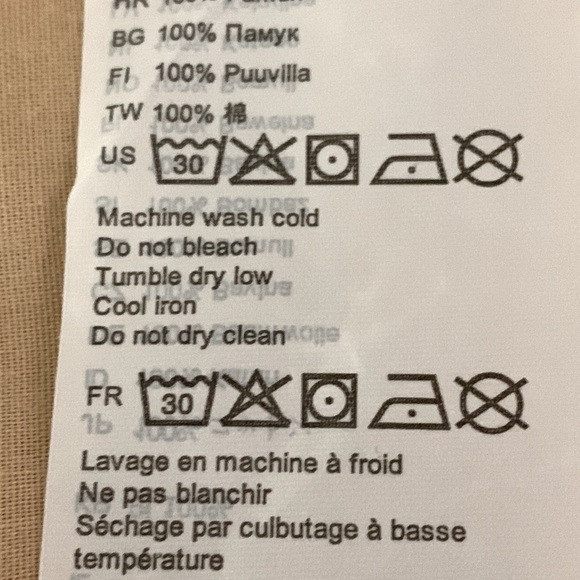 BG 100% Памук
FI 100% Puuvilla
TW 100% 棉
US 30
Machine wash cold
Do not bleach
Tumble dry low
Cool iron
Do not dry clean
FR 30
Lavage en machine à froid
Ne pas blanchir
Séchage par culbutage à basse
température